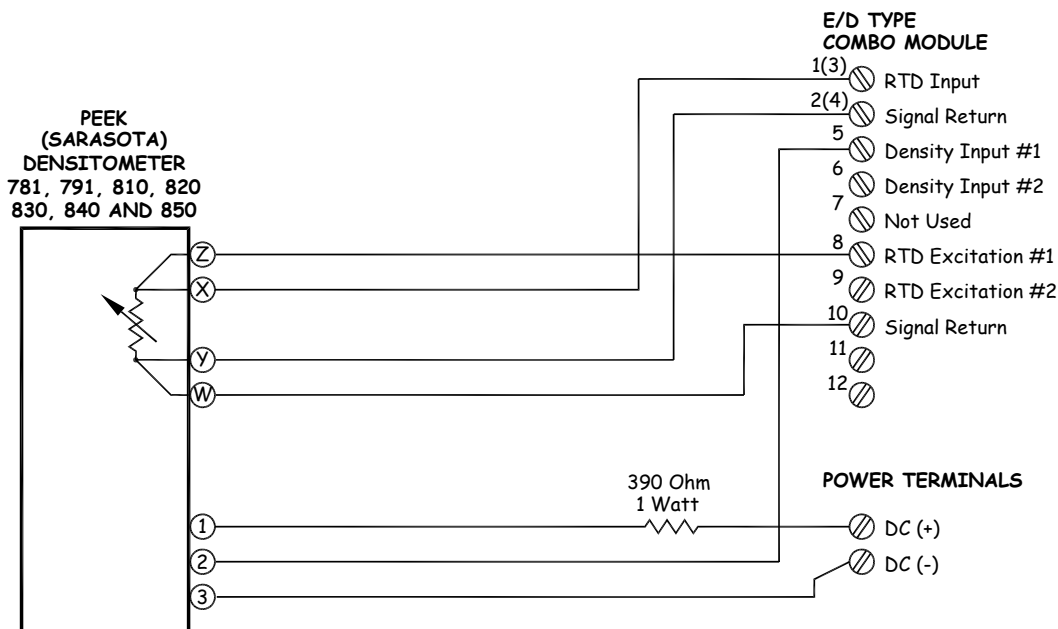 E/D TYPE
COMBO MODULE
1(3) RTD Input
2(4) Signal Return
5 Density Input #1
6 Density Input #2
7 Not Used
8 RTD Excitation #1
9 RTD Excitation #2
10 Signal Return
11
12
PEEK
(SARASOTA)
DENSITOMETER
781, 791, 810, 820
830, 840 AND 850
Z
X
Y
W
1
2
3
390 Ohm
1 Watt
POWER TERMINALS
DC (+)
DC (-)